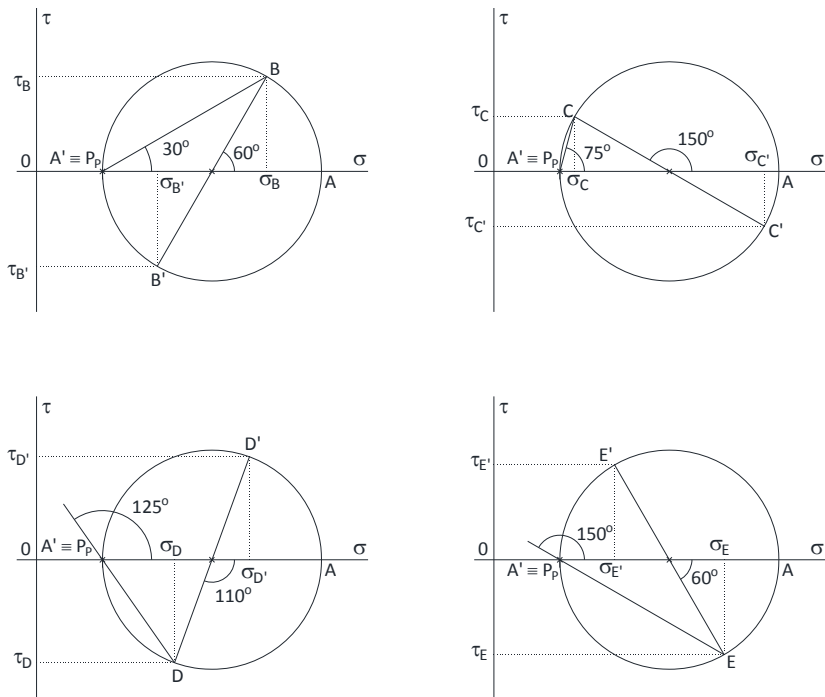 τ
B
τB
30°
60°
0
A' ≡ PP
σB'
σB
σ
A
τB'
B'
τ
τC
C
150°
0
A' ≡ PP
75°
σC'
σ
σC
A
τC'
C'
τ
D'
τD'
125°
0
A' ≡ PP
σD
σ
σD'
A
110°
τD
D
τ
E'
τE'
150°
0
σE
σ
A' ≡ PP
σE'
60°
A
τE
E